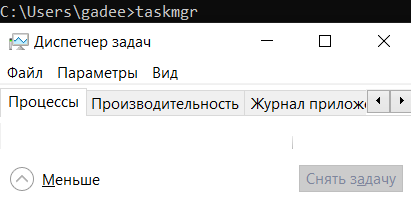 C:\Users\gadee>taskmgr
Диспетчер задач
Файл Параметры Вид
Процессы Производительность Журнал прилож
Меньше Снять задачу